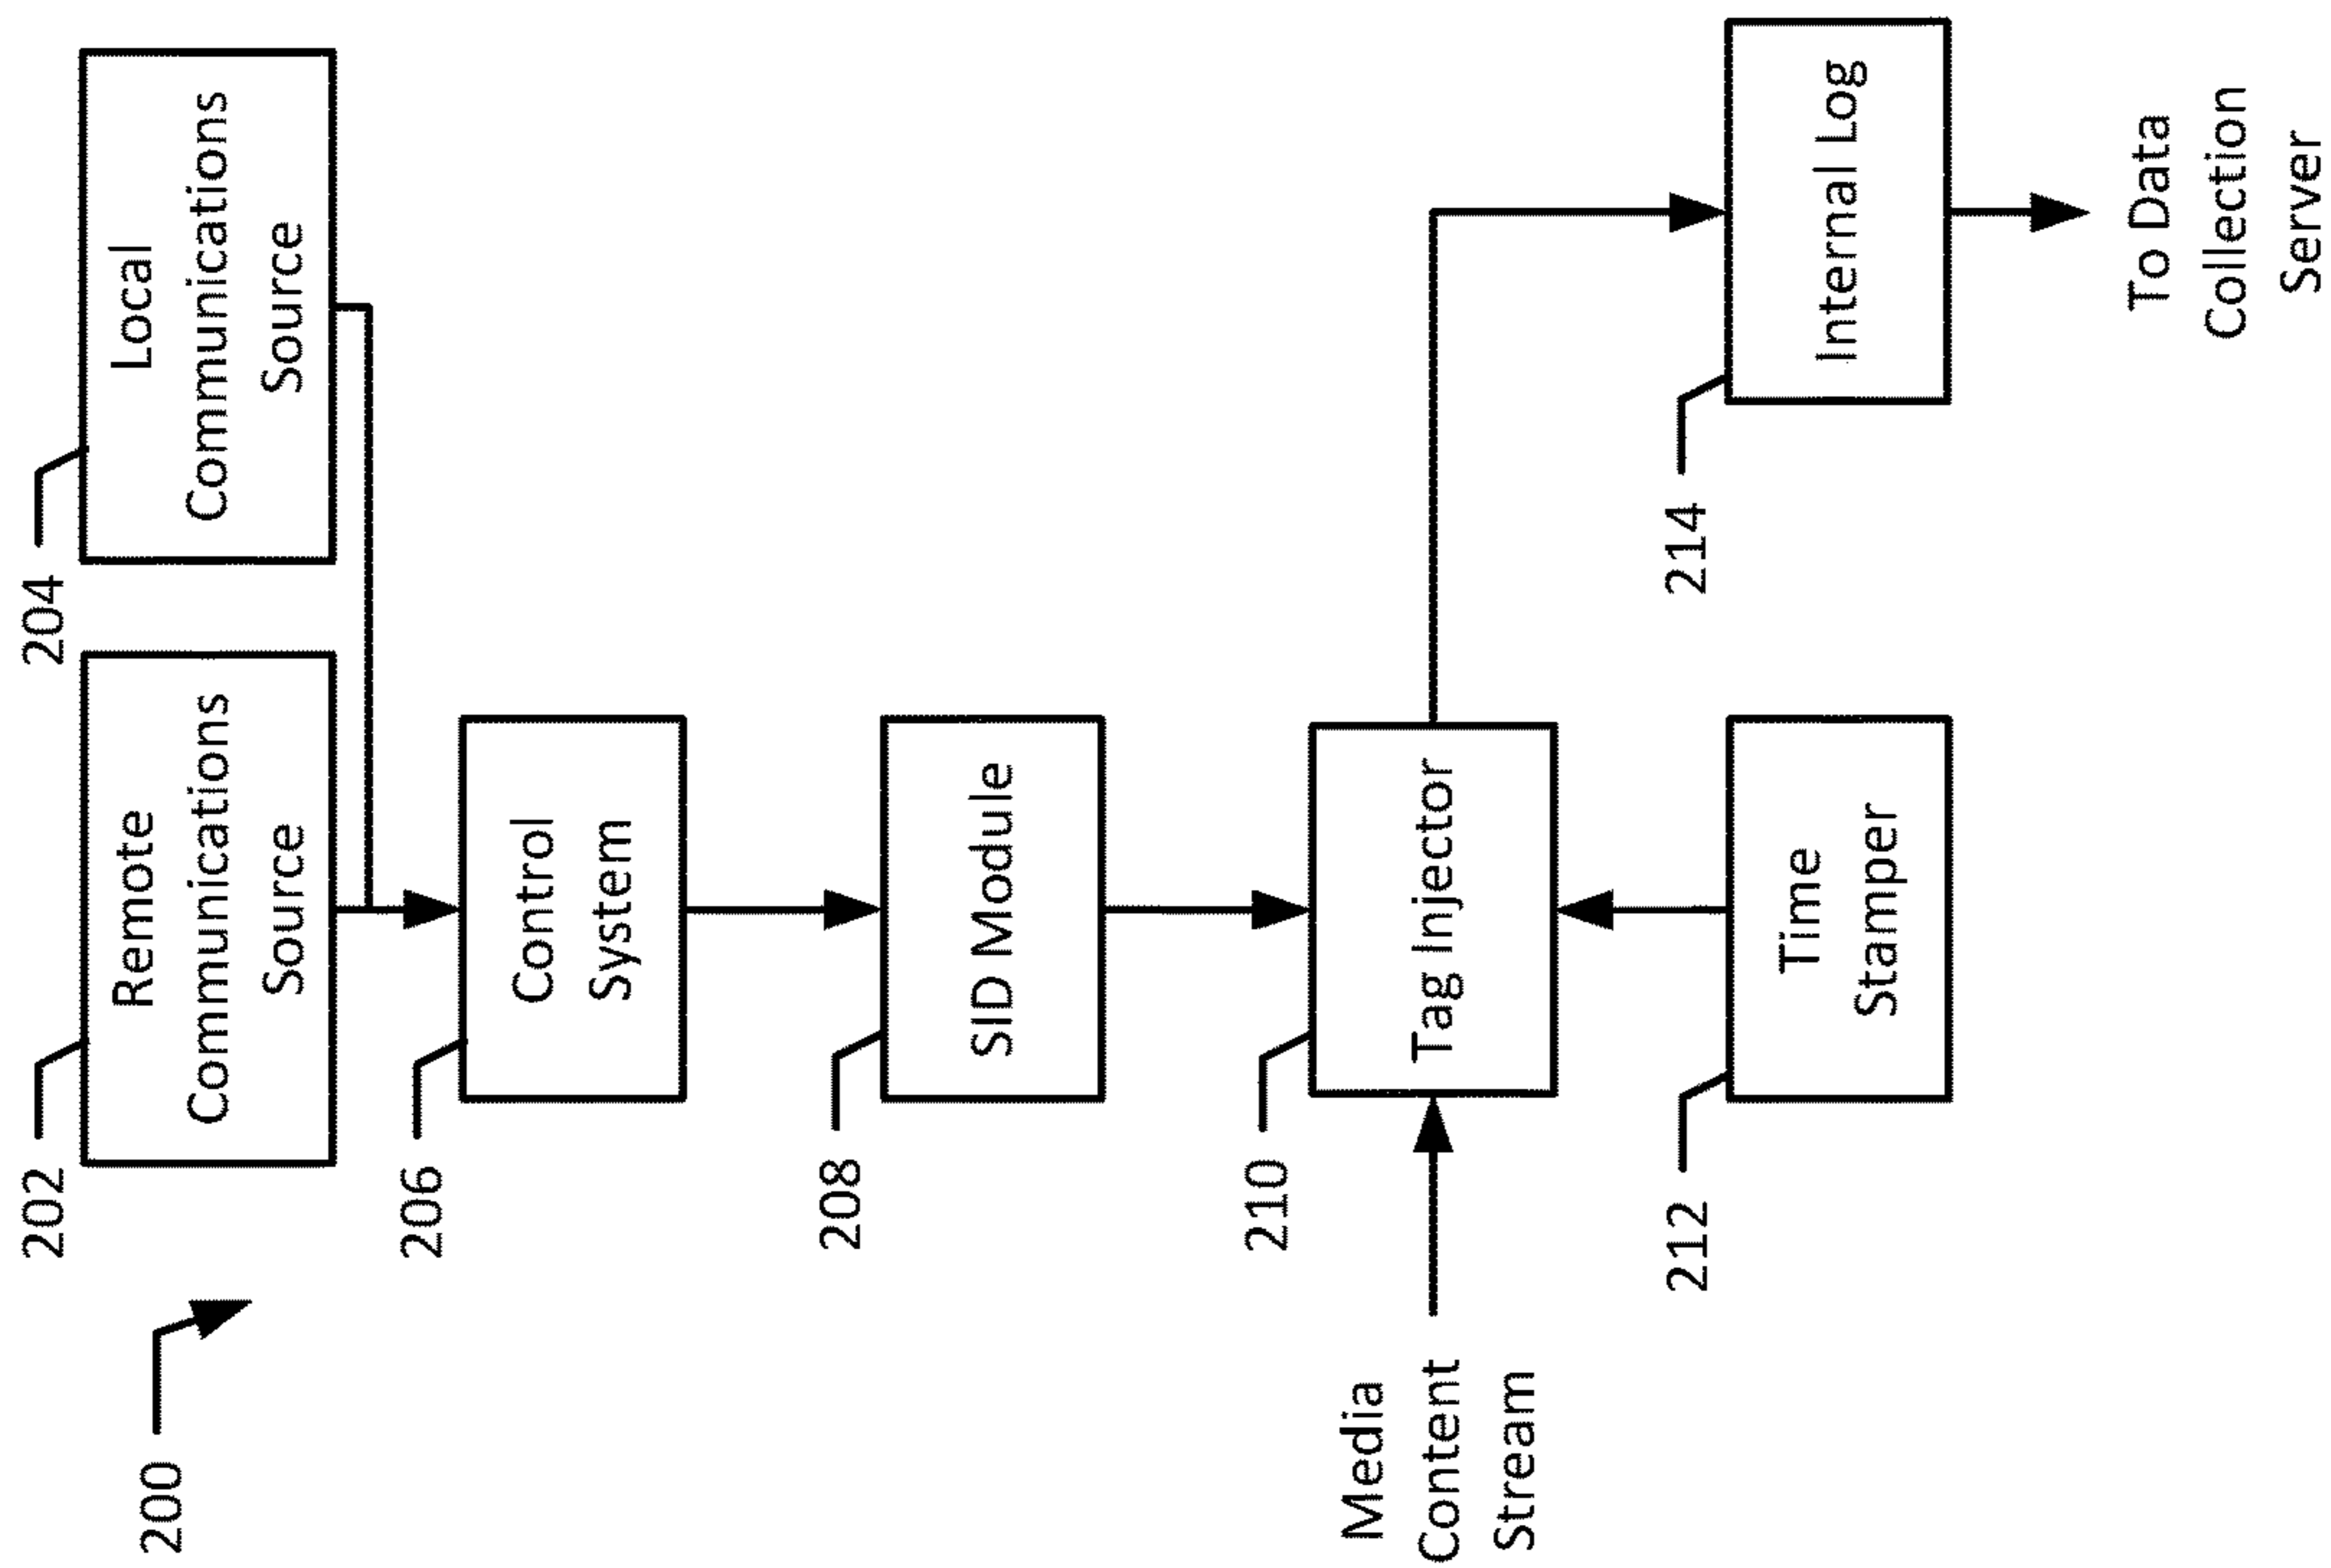 200
202
Remote
Communications
Source
204
Local
Communications
Source
206
Control
System
208
SID Module
Media
Content
Stream
210
Tag Injector
212
Time
Stamper
214
Internal Log
To Data
Collection
Server